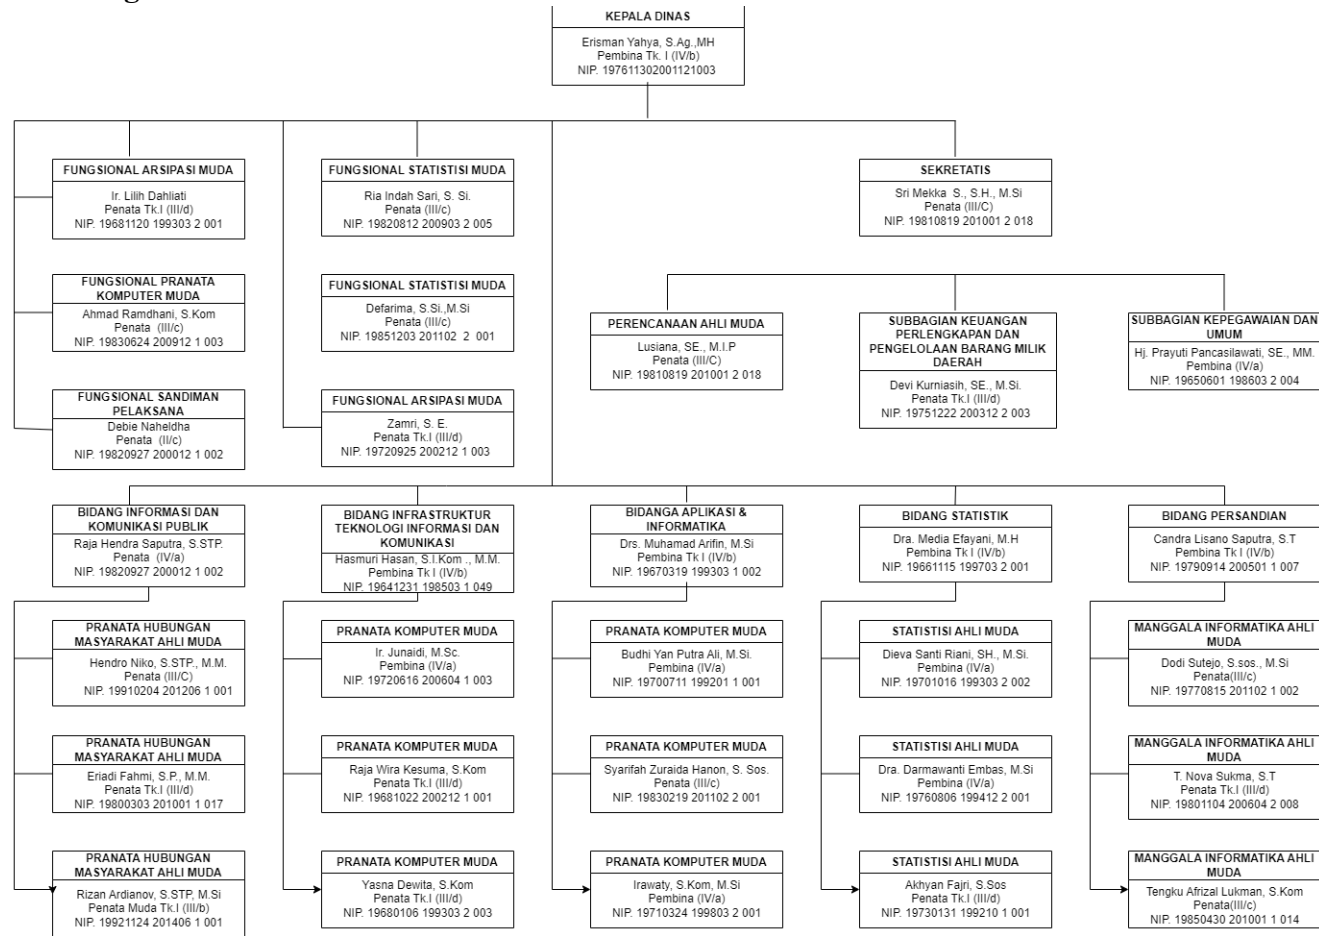 KEPALA DINAS
Erisman Yahya, S.Ag.,MH
Pembina Tk. I (IV/b)
NIP. 197611302001121003
FUNGSIONAL ARSIPASI MUDA
Ir. Lilih Dahliati
Penata Tk.I (III/d)
NIP. 19681120 199303 2 001
FUNGSIONAL STATISTISI MUDA
Ria Indah Sari, S. Si.
Penata (III/c)
NIP. 19820812 200903 2 005
SEKRETATIS
Sri Mekka S., S.H., M.Si
Penata (III/C)
NIP. 19810819 201001 2 018
FUNGSIONAL PRANATA
KOMPUTER MUDA
Ahmad Ramdhani, S.Kom
Penata (III/c)
NIP. 19830624 200912 1 003
FUNGSIONAL STATISTISI MUDA
Defarima, S.Si.,M.Si
Penata (III/c)
NIP. 19851203 201102 2 001
PERENCANAAN AHLI MUDA
Lusiana, SE., M.I.P
Penata (III/C)
NIP. 19810819 201001 2 018
SUBBAGIAN KEUANGAN
PERLENGKAPAN DAN
PENGELOLAAN BARANG MILIK
DAERAH
Devi Kurniasih, SE., M.Si.
Penata Tk.I (III/d)
NIP. 19751222 200312 2 003
SUBBAGIAN KEPEGAWAIAN DAN
UMUM
Hj. Prayuti Pancasilawati, SE., MM.
Pembina (IV/a)
NIP. 19650601 198603 2 004
FUNGSIONAL SANDIMAN
PELAKSANA
Debie Naheldha
Penata (II/c)
NIP. 19820927 200012 1 002
FUNGSIONAL ARSIPASI MUDA
Zamri, S. E.
Penata Tk.I (III/d)
NIP. 19720925 200212 1 003
BIDANG INFORMASI DAN
KOMUNIKASI PUBLIK
Raja Hendra Saputra, S.STP.
Penata (IV/a)
NIP. 19820927 200012 1 002
BIDANG INFRASTRUKTUR
TEKNOLOGI INFORMASI DAN
KOMUNIKASI
Hasmuri Hasan, S.I.Kom ., M.M.
Pembina Tk I (IV/b)
NIP. 19641231 198503 1 049
BIDANGA APLIKASI &
INFORMATIKA
Drs. Muhamad Arifin, M.Si
Pembina Tk I (IV/b)
NIP. 19670319 199303 1 002
BIDANG STATISTIK
Dra. Media Efayani, M.H
Pembina Tk I (IV/b)
NIP. 19661115 199703 2 001
BIDANG PERSANDIAN
Candra Lisano Saputra, S.T
Pembina Tk I (IV/b)
NIP. 19790914 200501 1 007
PRANATA HUBUNGAN
MASYARAKAT AHLI MUDA
Hendro Niko, S.STP., M.M.
Penata (III/C)
NIP. 19910204 201206 1 001
PRANATA KOMPUTER MUDA
Ir. Junaidi, M.Sc.
Pembina (IV/a)
NIP. 19720616 200604 1 003
PRANATA KOMPUTER MUDA
Budhi Yan Putra Ali, M.Si.
Pembina (IV/a)
NIP. 19700711 199201 1 001
STATISTISI AHLI MUDA
Dieva Santi Riani, SH., M.Si.
Pembina (IV/a)
NIP. 19701016 199303 2 002
MANGGALA INFORMATIKA AHLI
MUDA
Dodi Sutejo, S.sos., M.Si
Penata(III/c)
NIP. 19770815 201102 1 002
PRANATA HUBUNGAN
MASYARAKAT AHLI MUDA
Eriadi Fahmi, S.P., M.M.
Penata Tk.I (III/d)
NIP. 19800303 201001 1 017
PRANATA KOMPUTER MUDA
Raja Wira Kesuma, S.Kom
Penata Tk.I (III/d)
NIP. 19681022 200212 1 001
PRANATA KOMPUTER MUDA
Syarifah Zuraida Hanon, S. Sos.
Penata (III/c)
NIP. 19830219 201102 2 001
STATISTISI AHLI MUDA
Dra. Darmawanti Embas, M.Si
Pembina (IV/a)
NIP. 19760806 199412 2 001
MANGGALA INFORMATIKA AHLI
MUDA
T. Nova Sukma, S.T
Penata Tk.I (III/d)
NIP. 19801104 200604 2 008
PRANATA HUBUNGAN
MASYARAKAT AHLI MUDA
Rizan Ardianov, S.STP, M.Si
Penata Muda Tk.I (III/b)
NIP. 19921124 201406 1 001
PRANATA KOMPUTER MUDA
Yasna Dewita, S.Kom
Penata Tk.I (III/d)
NIP. 19680106 199303 2 003
PRANATA KOMPUTER MUDA
Irawaty, S.Kom, M.Si
Pembina (IV/a)
NIP. 19710324 199803 2 001
STATISTISI AHLI MUDA
Akhyan Fajri, S.Sos
Penata Tk.I (III/d)
NIP. 19730131 199210 1 001
MANGGALA INFORMATIKA AHLI
MUDA
Tengku Afrizal Lukman, S.Kom
Penata(III/c)
NIP. 19850430 201001 1 014